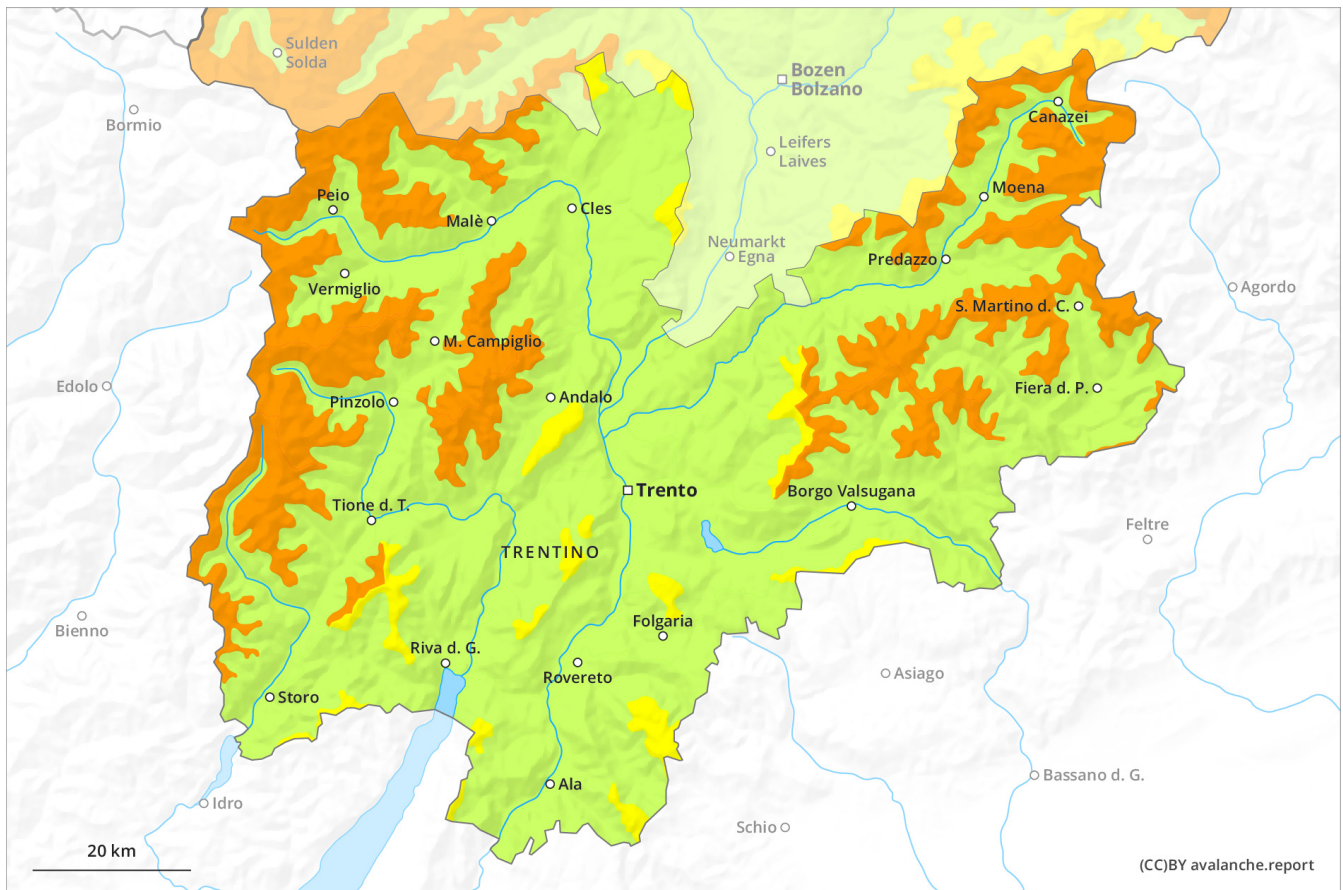 Sulden
Solda
Bozen
Bolzano
Bormio
Canazei
Leifers
Laives
Peio
Moena
Malè
Cles
Neumarkt
Egna
Predazzo
Vermiglio
Agordo
S. Martino d. C.
M. Campiglio
Edolo
Fiera d. P.
Pinzolo
Andalo
Trento
Borgo Valsugana
Tione d. T.
Feltre
TRENTINO
Bienno
Folgaria
Riva d. G.
Asiago
Rovereto
Storo
Bassano d. G.
Ala
Idro
Schio
20 km
(CC)BY avalanche.report